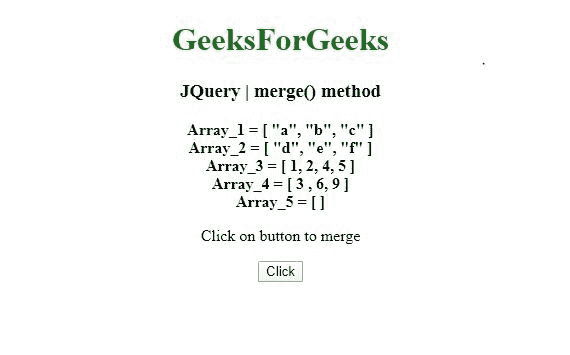 GeeksForGeeks
JQuery | merge() method
Array_1 = [ "a", "b", "c" ]
Array_2 = [ "d", "e", "f" ]
Array_3 = [ 1, 2, 4, 5 ]
Array_4 = [ 3 , 6, 9 ]
Array_5 = [ ]
Click on button to merge
Click